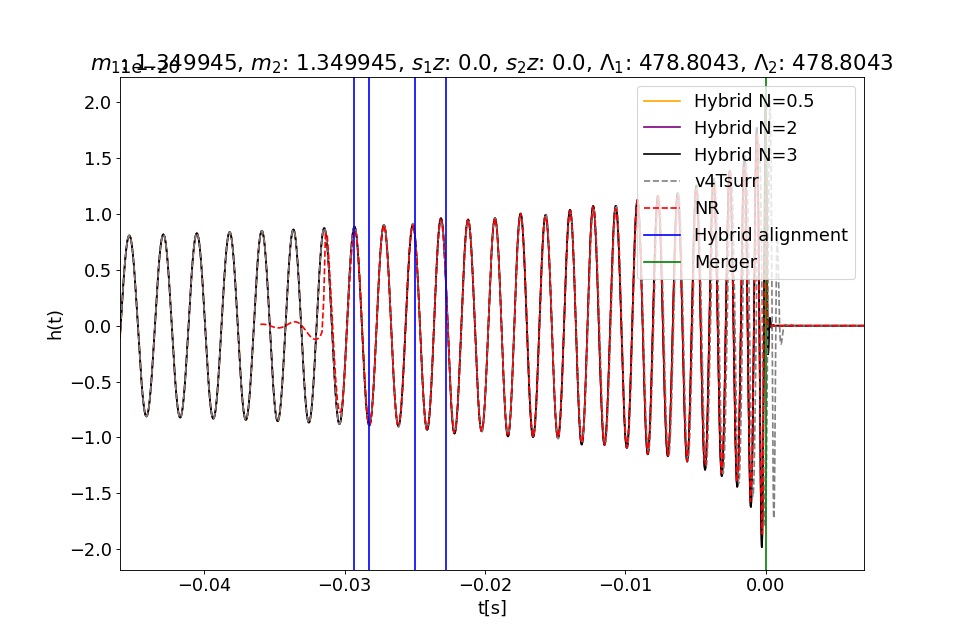 m₁: 1.349945, m₂: 1.349945, s₁z: 0.0, s₂z: 0.0, Λ₁: 478.8043, Λ₂: 478.8043
1e−20
2.0
1.5
1.0
0.5
0.0
−0.5
−1.0
−1.5
−2.0
h(t)
Hybrid N=0.5
Hybrid N=2
Hybrid N=3
v4Tsurr
NR
Hybrid alignment
Merger
−0.04
−0.03
−0.02
−0.01
0.00
t[s]